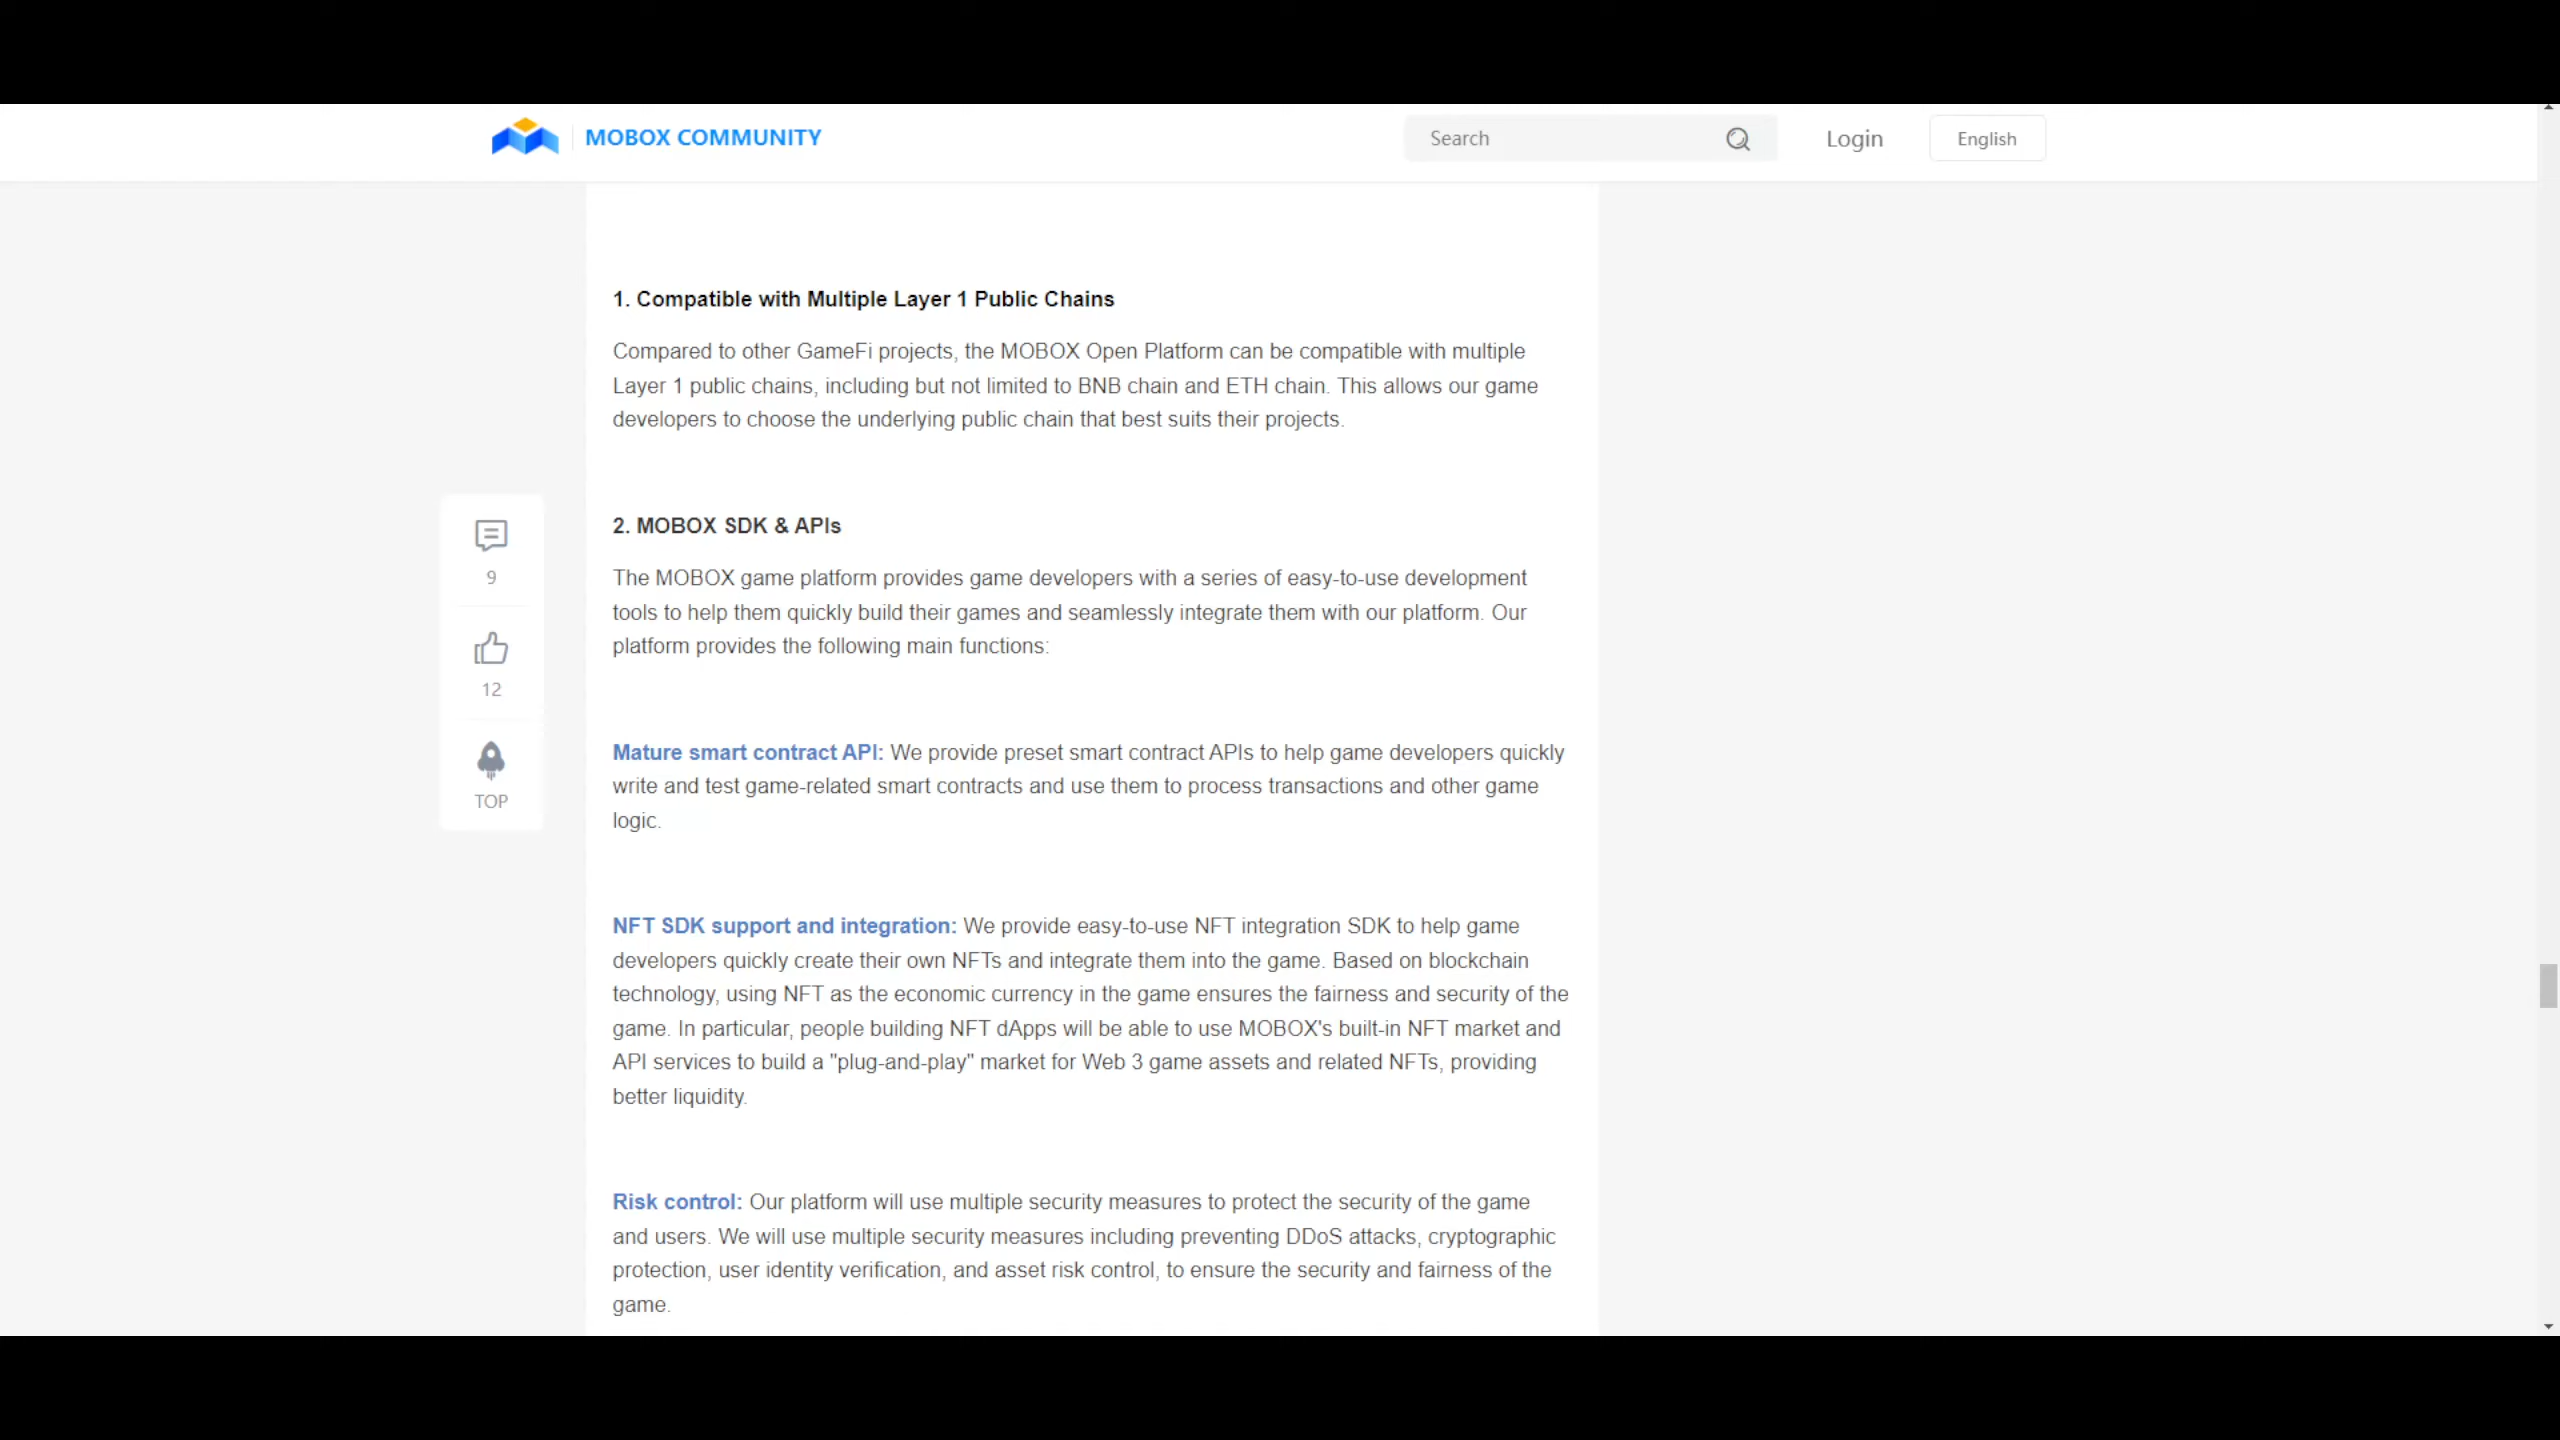 MOBOX COMMUNITY
Search
Login
English
1. Compatible with Multiple Layer 1 Public Chains
Compared to other GameFi projects, the MOBOX Open Platform can be compatible with multiple
Layer 1 public chains, including but not limited to BNB chain and ETH chain. This allows our game
developers to choose the underlying public chain that best suits their projects.
2. MOBOX SDK & APIs
The MOBOX game platform provides game developers with a series of easy-to-use development
tools to help them quickly build their games and seamlessly integrate them with our platform. Our
platform provides the following main functions:
9
12
TOP
Mature smart contract API: We provide preset smart contract APIs to help game developers quickly
write and test game-related smart contracts and use them to process transactions and other game
logic.
NFT SDK support and integration: We provide easy-to-use NFT integration SDK to help game
developers quickly create their own NFTs and integrate them into the game. Based on blockchain
technology, using NFT as the economic currency in the game ensures the fairness and security of the
game. In particular, people building NFT dApps will be able to use MOBOX's built-in NFT market and
API services to build a "plug-and-play" market for Web 3 game assets and related NFTs, providing
better liquidity.
Risk control: Our platform will use multiple security measures to protect the security of the game
and users. We will use multiple security measures including preventing DDoS attacks, cryptographic
protection, user identity verification, and asset risk control, to ensure the security and fairness of the
game.